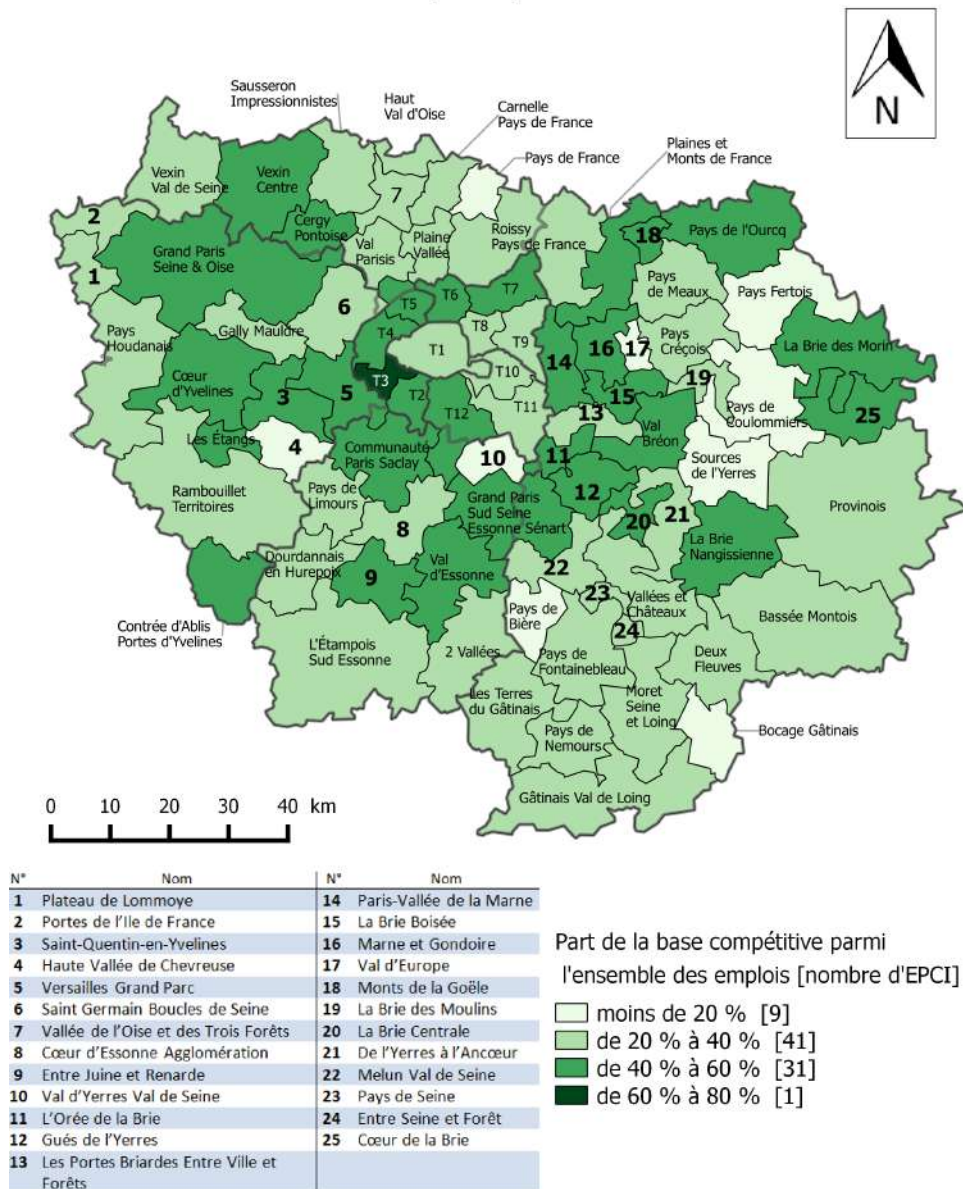 N
Sausseron
Impressionnistes
Haut
Val d'Oise
Carnelle
Pays de France
Pays de France
Plaines et
Monts de France
Vexin
Val de Seine
Vexin
Centre
7
Cergy
Pontoise
Val
Parisis
Plaine
Vallée
Roissy
Pays de France
18
Pays de l'Ourcq
2
1
Grand Paris
Seine & Oise
6
T5
T6
T7
Pays
de Meaux
Pays Fertois
Pays
Houdanais
Gally Mauldre
T4
T8
T9
T1
14
16
17
Pays
Créçois
La Brie des Morin
Cœur
d'Yvelines
3
5
T3
T2
T10
T11
T12
13
15
19
Pays de
Coulommiers
25
Les Étangs
4
Communauté
Paris Saclay
10
11
Val
Bréon
Sources
de l'Yerres
Rambouillet
Territoires
Pays de
Limours
8
Grand Paris
Sud Seine
Essonne Sénart
12
20
21
Provinois
La Brie
Nangissienne
Dourdannais
en Hurepoix
9
Val
d'Essonne
22
23
Vallées et
Châteaux
24
Contrée d'Ablis
Portes d'Yvelines
L'Étampois
Sud Essonne
2 Vallées
Pays de
Bière
Pays de
Fontainebleau
Deux
Fleuves
Bassée Montois
Les Terres
du Gâtinais
Moret
Seine
et Loing
Pays de
Nemours
Bocage Gâtinais
Gâtinais Val de Loing
0 10 20 30 40 km
N° Nom N° Nom
1 Plateau de Lommoye 14 Paris-Vallée de la Marne
2 Portes de l'Ile de France 15 La Brie Boisée
3 Saint-Quentin-en-Yvelines 16 Marne et Gondoire
4 Haute Vallée de Chevreuse 17 Val d'Europe
5 Versailles Grand Parc 18 Monts de la Goële
6 Saint Germain Boucles de Seine 19 La Brie des Moulins
7 Vallée de l'Oise et des Trois Forêts 20 La Brie Centrale
8 Cœur d'Essonne Agglomération 21 De l'Yerres à l'Ancœur
9 Entre Juine et Renarde 22 Melun Val de Seine
10 Val d'Yerres Val de Seine 23 Pays de Seine
11 L'Orée de la Brie 24 Entre Seine et Forêt
12 Gués de l'Yerres 25 Cœur de la Brie
13 Les Portes Briardes Entre Ville et
Forêts
Part de la base compétitive parmi
l'ensemble des emplois [nombre d'EPCI]
moins de 20 % [9]
de 20 % à 40 % [41]
de 40 % à 60 % [31]
de 60 % à 80 % [1]